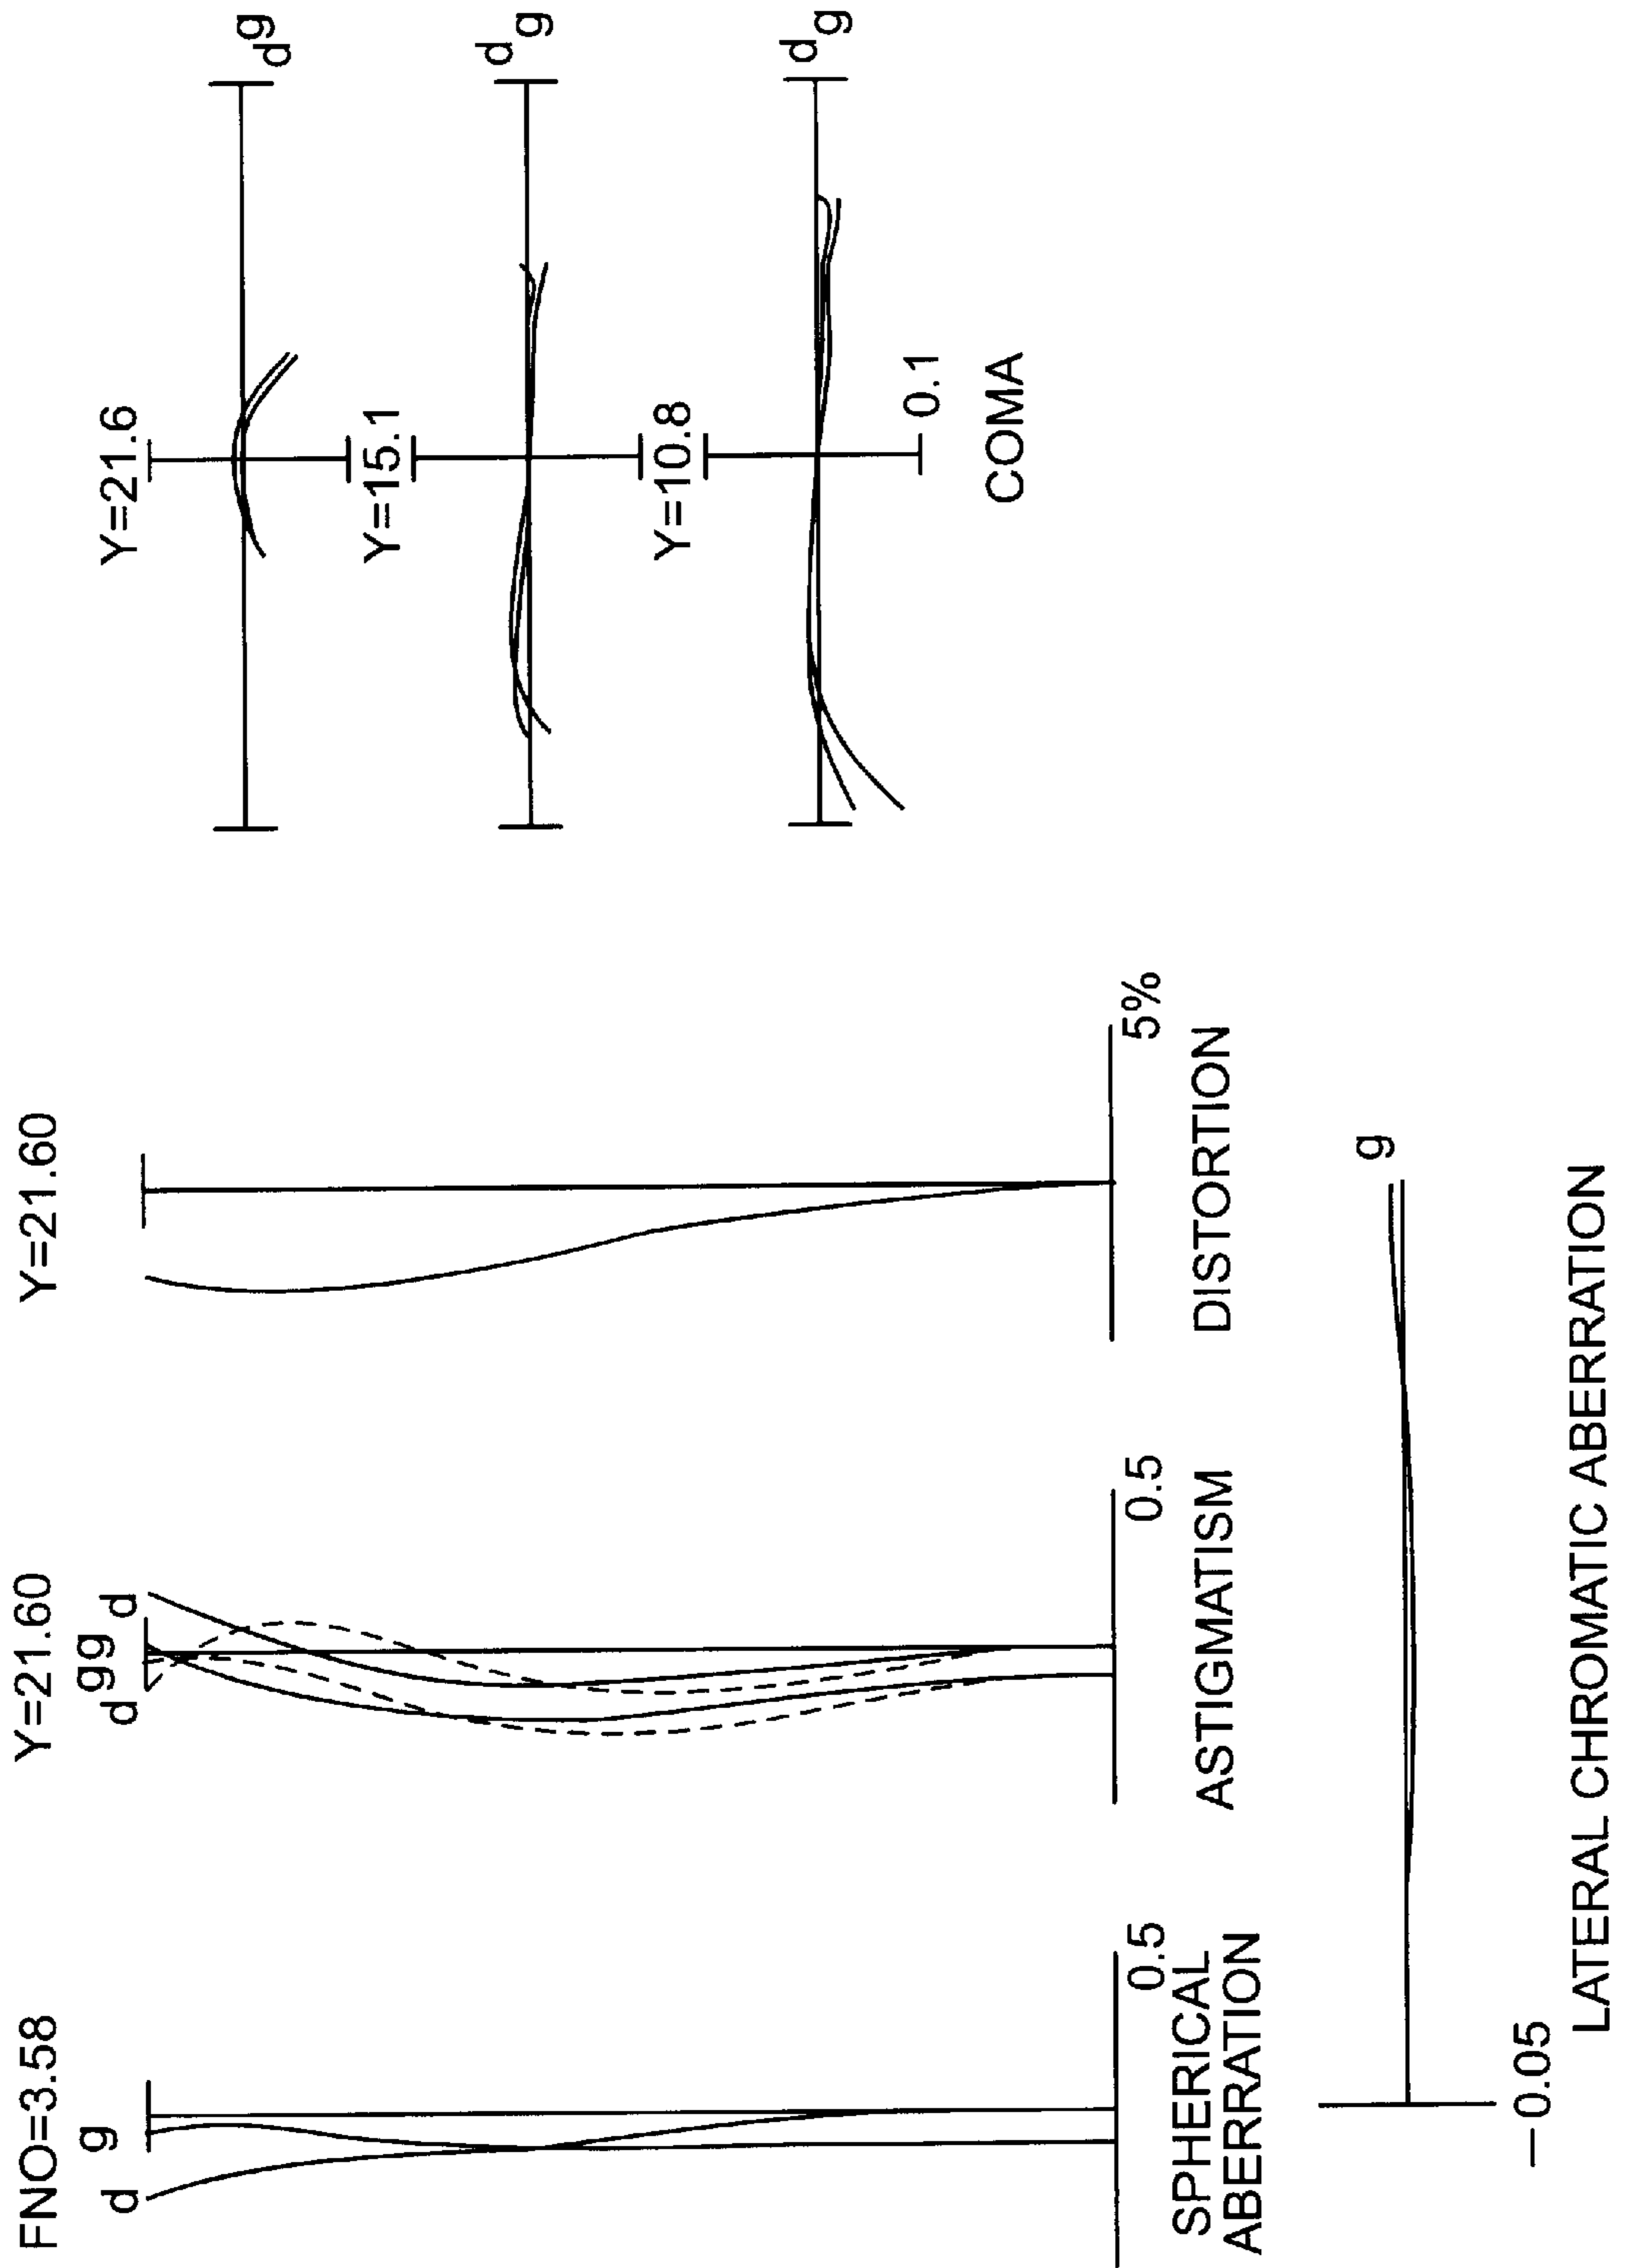 FNO=3.58
g
d
0.5
SPHERICAL
ABERRATION
Y=21.60
d g g d
0.5
ASTIGMATISM
Y=21.60
5%
DISTORTION
Y=21.6
d g
Y=15.1
d g
Y=10.8
d g
0.1
COMA
g
−0.05
LATERAL CHROMATIC ABERRATION